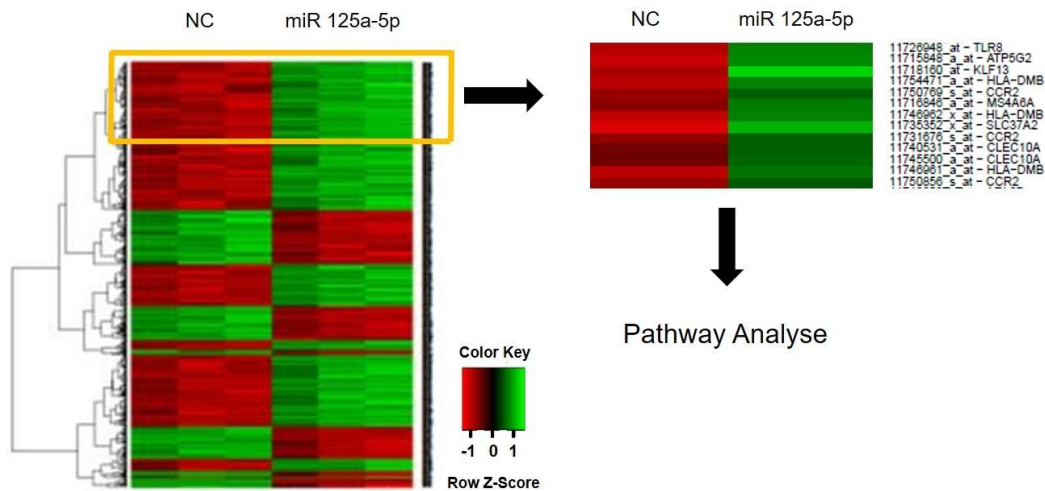 NC miR 125a-5p
NC miR 125a-5p
11726948_at - TLR8
11715848_a_at - ATP5G2
11718160_at - KLF13
11754471_a_at - HLA-DMB
11750769_s_at - CCR2
11716846_a_at - MS4A6A
11746962_x_at - HLA-DMB
11735352_x_at - SLC37A2
11731676_s_at - CCR2
11740531_a_at - CLEC10A
11745500_a_at - CLEC10A
11746961_a_at - HLA-DMB
11750856_s_at - CCR2
Pathway Analyse
Color Key
-1 0 1
Row Z-Score